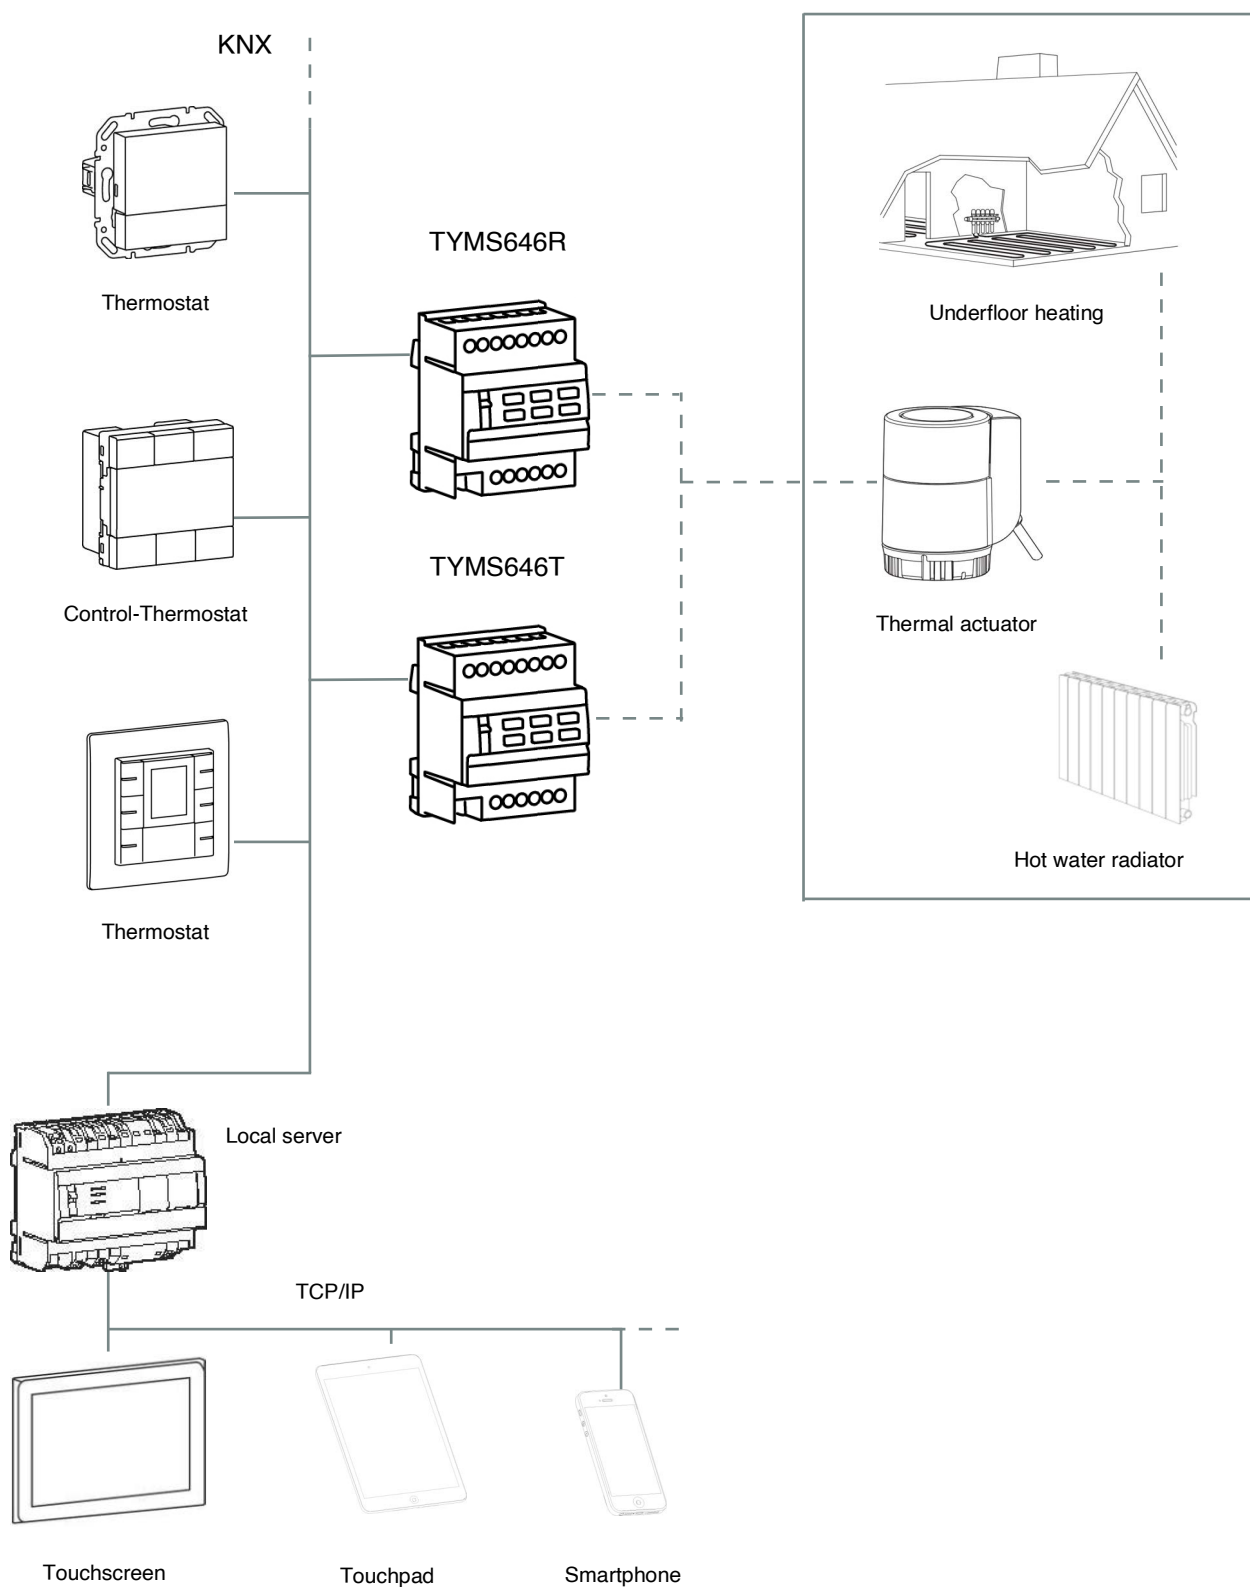 KNX
TYMS646R
Thermostat
Underfloor heating
TYMS646T
Control-Thermostat
Thermal actuator
Hot water radiator
Thermostat
Local server
TCP/IP
Touchscreen
Touchpad
Smartphone